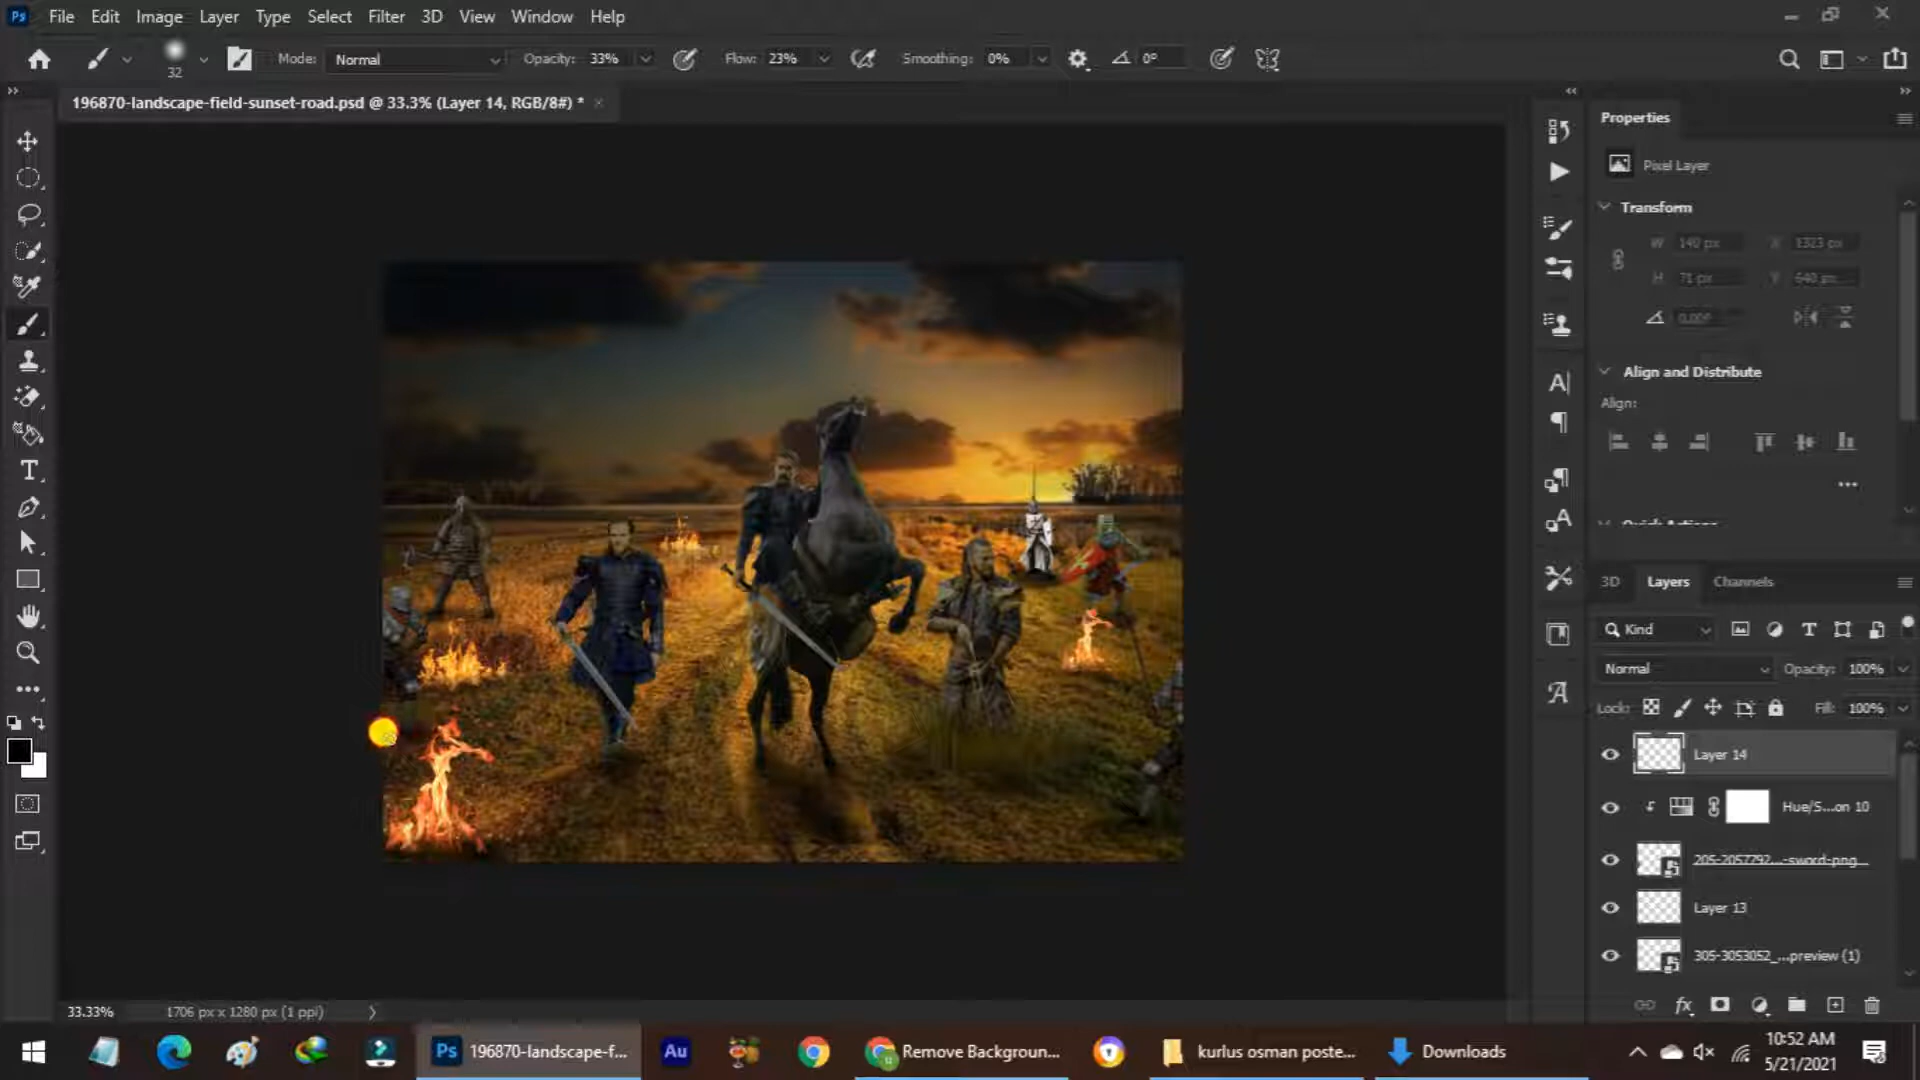 Ps File Edit Image Layer Type Select Filter 3D View Window Help
32 Mode: Normal Opacity: 33% Flow: 23% Smoothing: 0% 0°
196870-landscape-field-sunset-road.psd @ 33.3% (Layer 14, RGB/8#) *
Properties
Pixel Layer
Transform
W 140 px X 1323 px
H 71 px Y 640 px
0.00°
Align and Distribute
Align:
Quick Actions
3D Layers Channels
Kind
Normal Opacity: 100%
Lock: Fill: 100%
Layer 14
Hue/S...on 10
205-2057792...-sword-png...
Layer 13
305-3053052_...preview (1)
33.33% 1706 px x 1280 px (1 ppi)
Ps 196870-landscape-f... Au Remove Backgroun... kurlus osman poste... Downloads
10:52 AM
5/21/2021